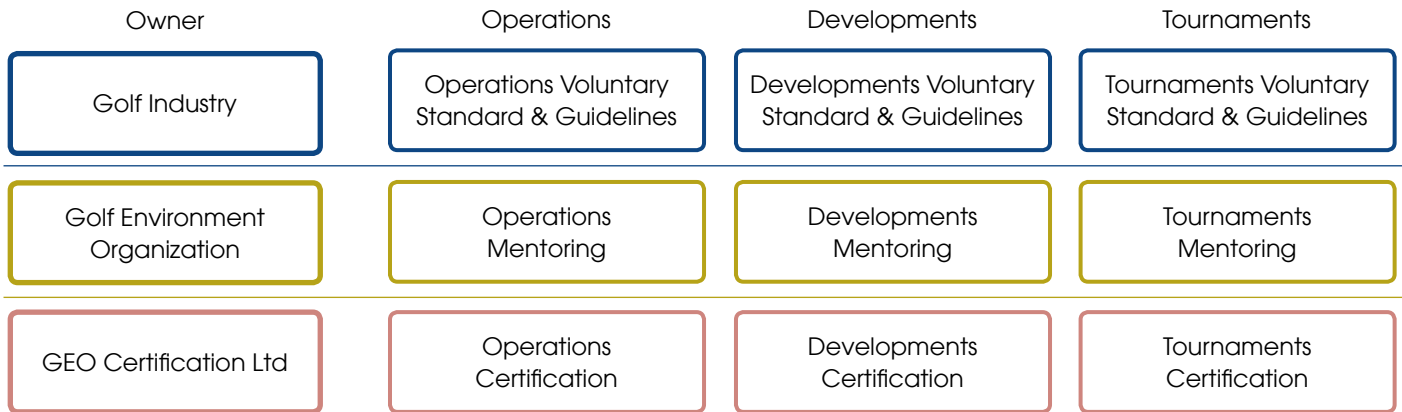 Owner
Operations
Developments
Tournaments
Golf Industry
Operations Voluntary
Standard & Guidelines
Developments Voluntary
Standard & Guidelines
Tournaments Voluntary
Standard & Guidelines
Golf Environment
Organization
Operations
Mentoring
Developments
Mentoring
Tournaments
Mentoring
GEO Certification Ltd
Operations
Certification
Developments
Certification
Tournaments
Certification